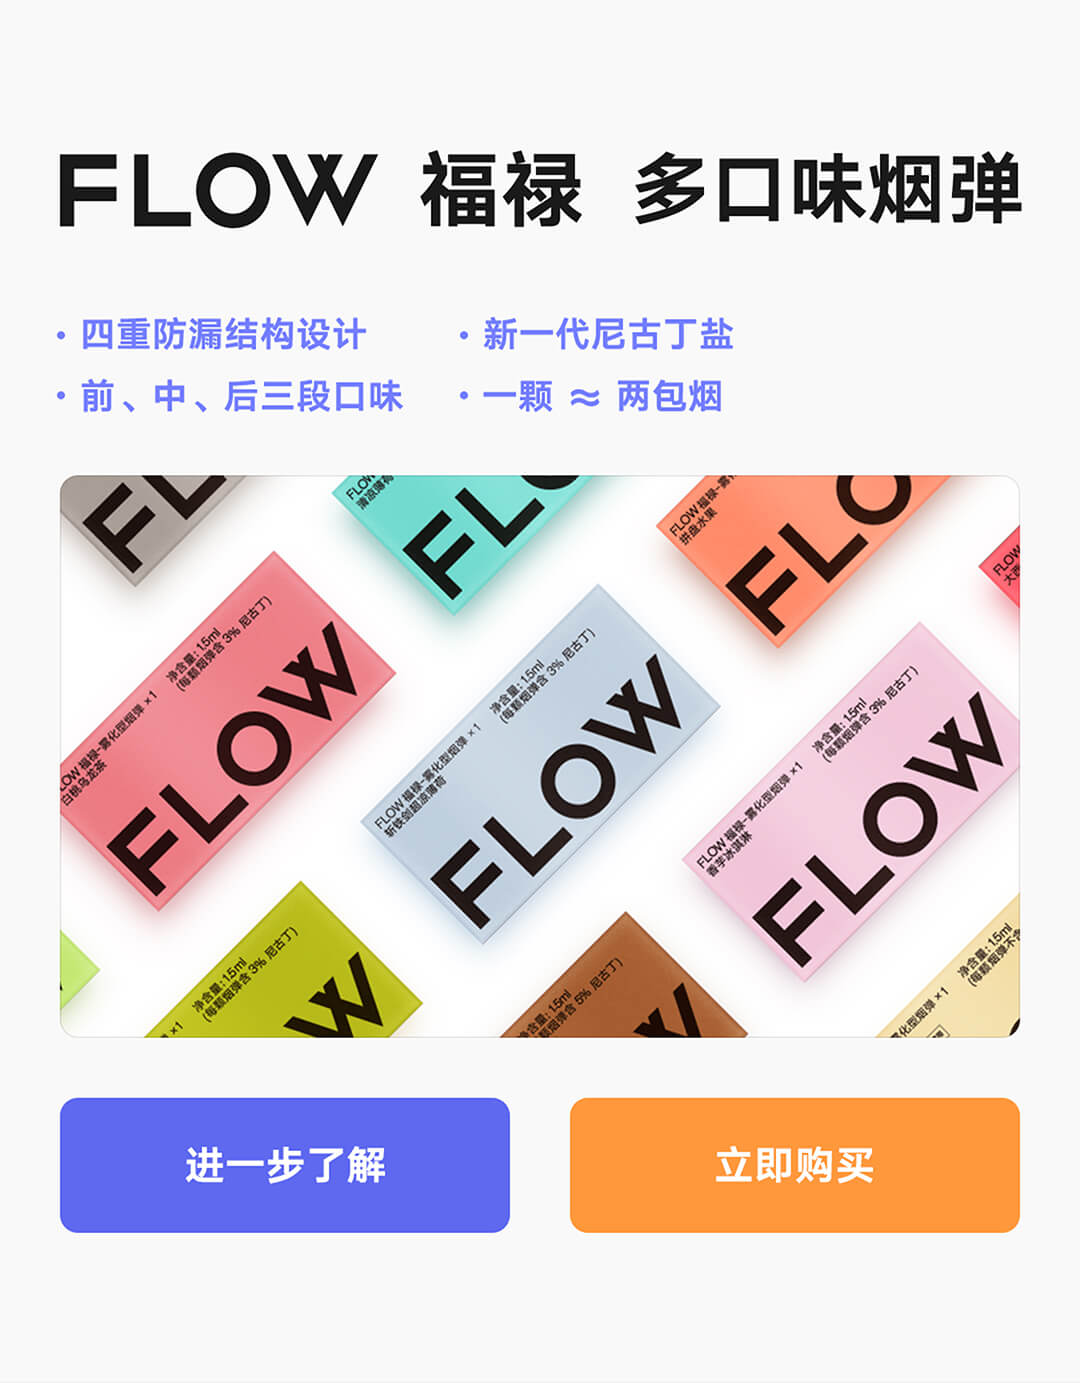 FLOW 福禄 多口味烟弹
· 四重防漏结构设计
· 新一代尼古丁盐
· 前、中、后三段口味
· 一颗 ≈ 两包烟
FL
FLOW
清凉薄荷
FLO
FLOW 福禄-雾
拼盘水果
FLO
FLOW
FLOW 福禄-雾化型烟弹 ×1
白桃乌龙茶
净含量: 1.5ml
(每颗烟弹含 3% 尼古丁)
FLOW
FLOW 福禄-雾化型烟弹 ×1
斩铁剑超凉薄荷
净含量: 1.5ml
(每颗烟弹含 3% 尼古丁)
FLOW
FLOW 福禄-雾化型烟弹 ×1
香芋冰淇淋
净含量: 1.5ml
(每颗烟弹含 3% 尼古丁)
FLOW
×1
净含量: 1.5ml
(每颗烟弹含 3% 尼古丁)
W
净含量: 1.5ml
颗烟弹含 5% 尼古丁)
W
雾化型烟弹 ×1
净含量: 1.5ml
(每颗烟弹不含
进一步了解
立即购买